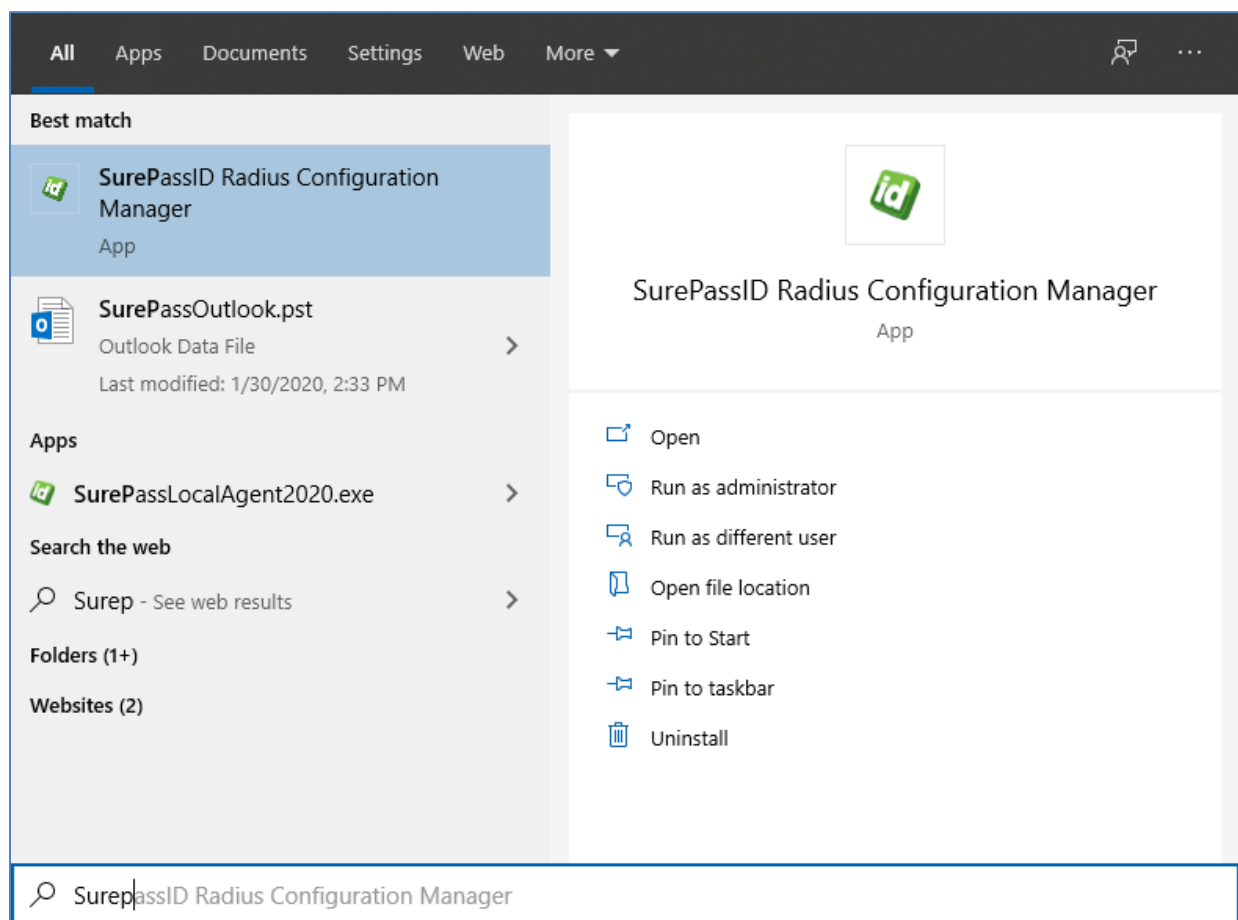 All Apps Documents Settings Web More
Best match
SurePassID Radius Configuration
Manager
App
SurePassOutlook.pst
Outlook Data File
Last modified: 1/30/2020, 2:33 PM
Apps
SurePassLocalAgent2020.exe
Search the web
Surep - See web results
Folders (1+)
Websites (2)
id
SurePassID Radius Configuration Manager
App
Open
Run as administrator
Run as different user
Open file location
Pin to Start
Pin to taskbar
Uninstall
SurepassID Radius Configuration Manager